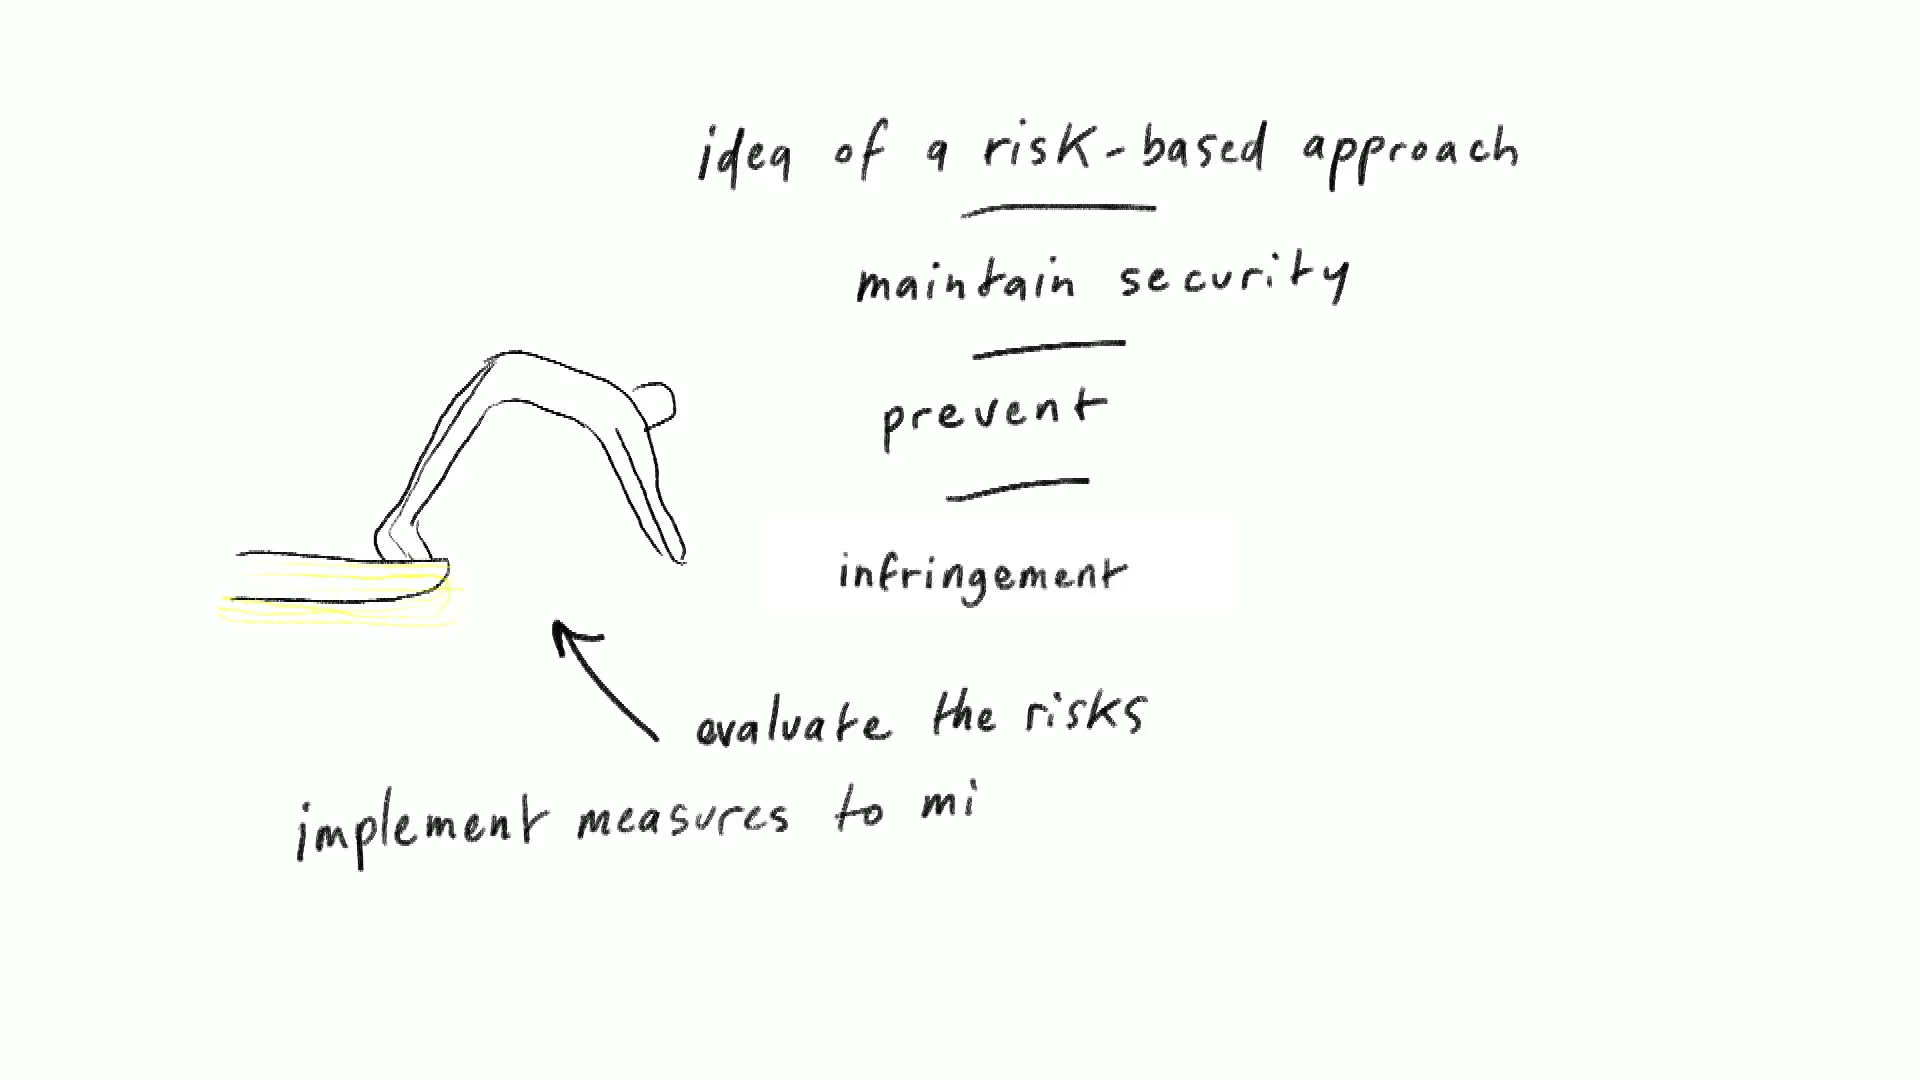 idea of a risk-based approach
maintain security
prevent
infringement
evaluate the risks
implement measures to mi